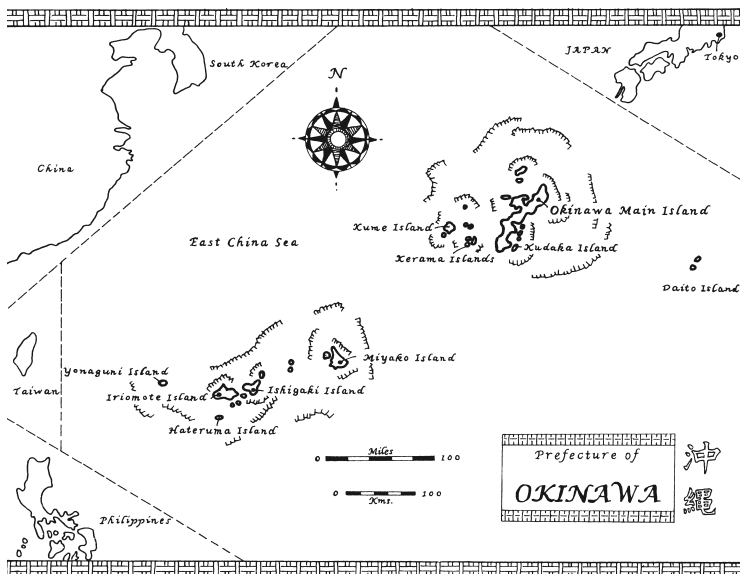 South Korea
JAPAN
Tokyo
N
China
Okinawa Main Island
Kume Island
East China Sea
Kudaka Island
Kerama Islands
Daito Island
Miyako Island
Yonaguni Island
Taiwan
Iriomote Island
Ishigaki Island
Hateruma Island
Miles
0 100
0 100
Kms.
Prefecture of
OKINAWA
沖
縄
Philippines